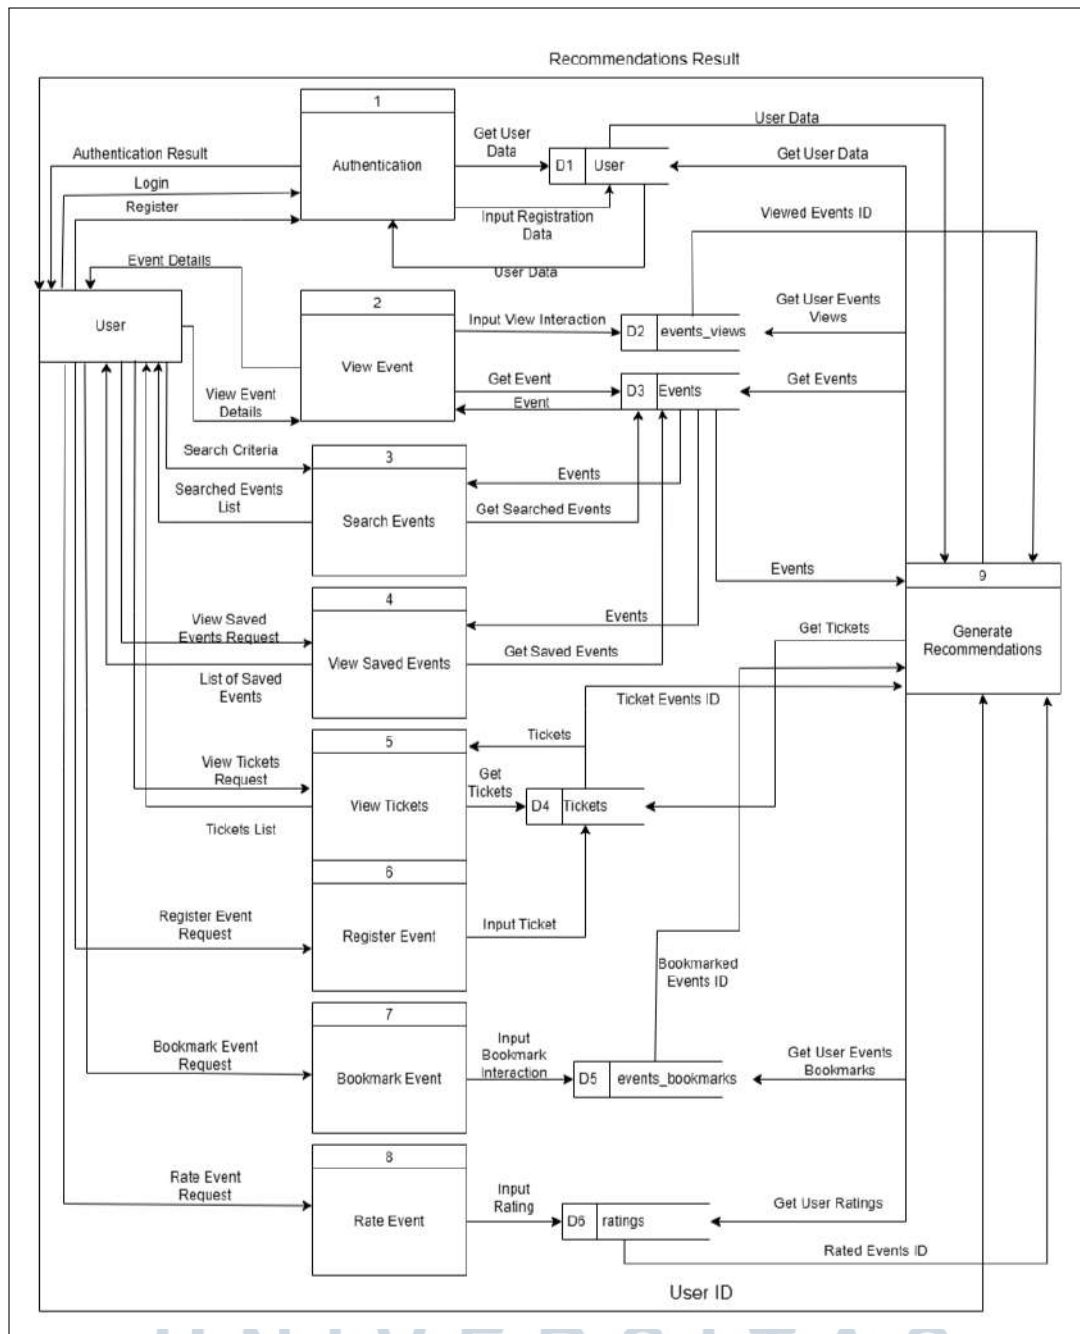 Recommendations Result
1
Authentication
Get User
Data
D1
User
User Data
Get User Data
Authentication Result
Login
Register
Input Registration
Data
User Data
Viewed Events ID
Event Details
User
2
View Event
Input View Interaction
D2
events_views
Get User Events
Views
View Event
Details
Get Event
Event
D3
Events
Get Events
Search Criteria
Searched Events
List
3
Search Events
Events
Get Searched Events
Events
9
Generate
Recommendations
4
View Saved Events
View Saved
Events Request
List of Saved
Events
Events
Get Saved Events
Get Tickets
Ticket Events ID
5
View Tickets
View Tickets
Request
Tickets List
Tickets
Get
Tickets
D4
Tickets
6
Register Event
Register Event
Request
Input Ticket
Bookmarked
Events ID
7
Bookmark Event
Bookmark Event
Request
Input
Bookmark
Interaction
D5
events_bookmarks
Get User Events
Bookmarks
8
Rate Event
Rate Event
Request
Input
Rating
D6
ratings
Get User Ratings
Rated Events ID
User ID
UNIVERSITAS